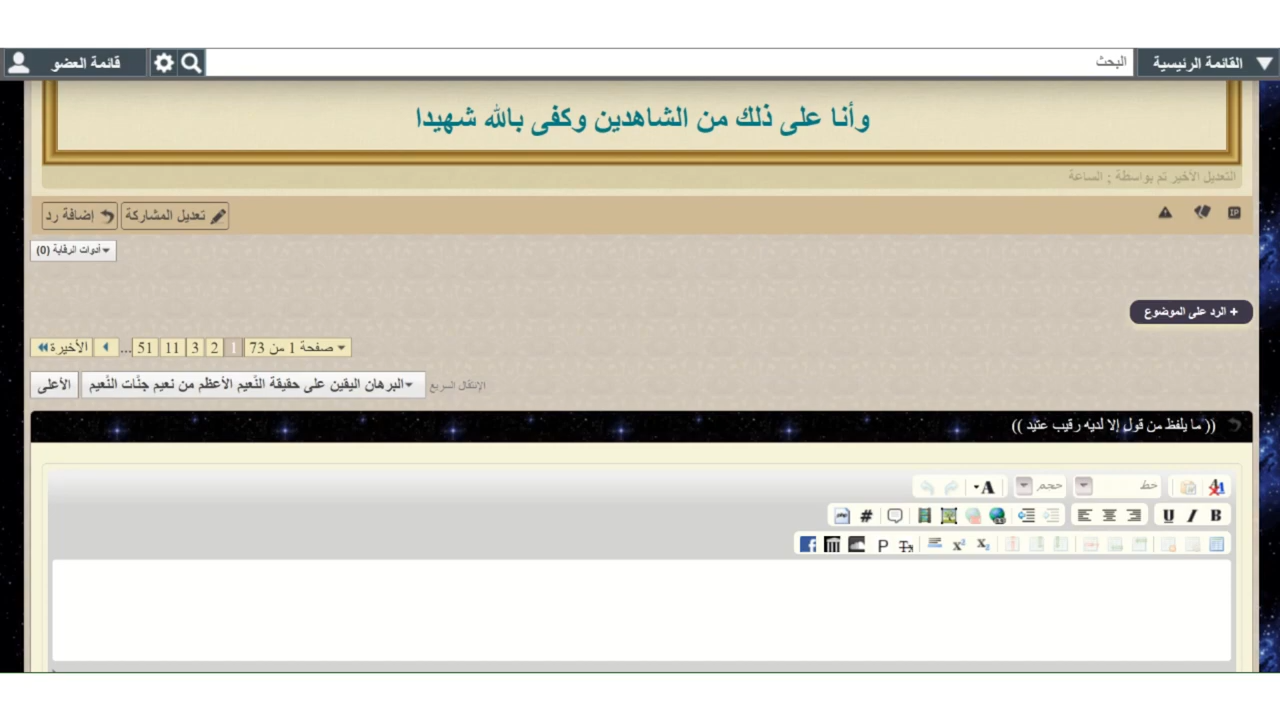 القائمة الرئيسية
البحث
قائمة العضو
وأنا على ذلك من الشاهدين وكفى بالله شهيدا
التعديل الأخير تم بواسطة ; الساعة
IP
تعديل المشاركة
إضافة رد
أدوات الرقابة (0)
+ الرد على الموضوع
صفحة 1 من 73 1 2 3 11 51 ... الأخيرة
الإنتقال السريع
البرهان اليقين على حقيقة النّعيم الأعظم من نعيم جنّات النّعيم
الأعلى
(( ما يلفظ من قول إلا لديه رقيب عتيد ))
خط
حجم
A
B I U
#
X₂ X² P